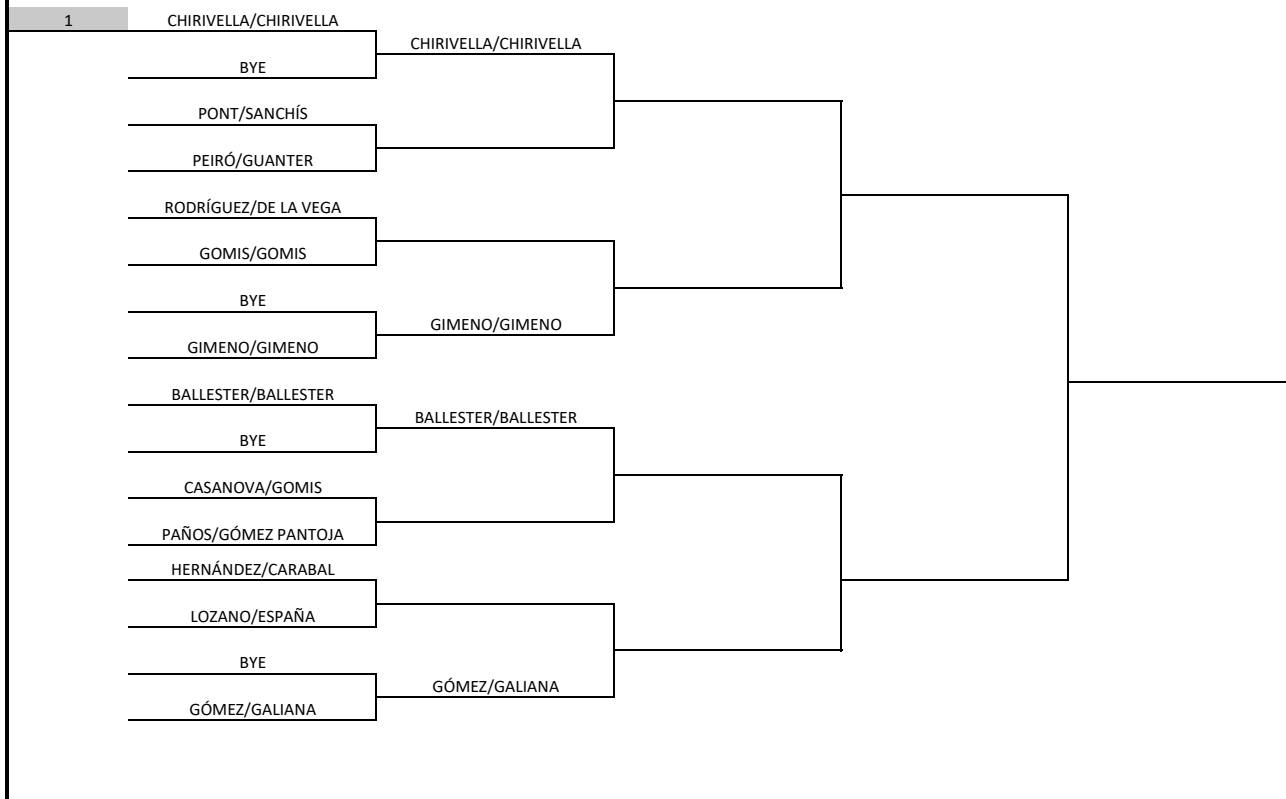 1 CHIRIVELLA/CHIRIVELLA
CHIRIVELLA/CHIRIVELLA
BYE
PONT/SANCHÍS
PEIRÓ/GUANTER
RODRÍGUEZ/DE LA VEGA
GOMIS/GOMIS
BYE
GIMENO/GIMENO
GIMENO/GIMENO
BALLESTER/BALLESTER
BALLESTER/BALLESTER
BYE
CASANOVA/GOMIS
PAÑOS/GÓMEZ PANTOJA
HERNÁNDEZ/CARABAL
LOZANO/ESPAÑA
BYE
GÓMEZ/GALIANA
GÓMEZ/GALIANA